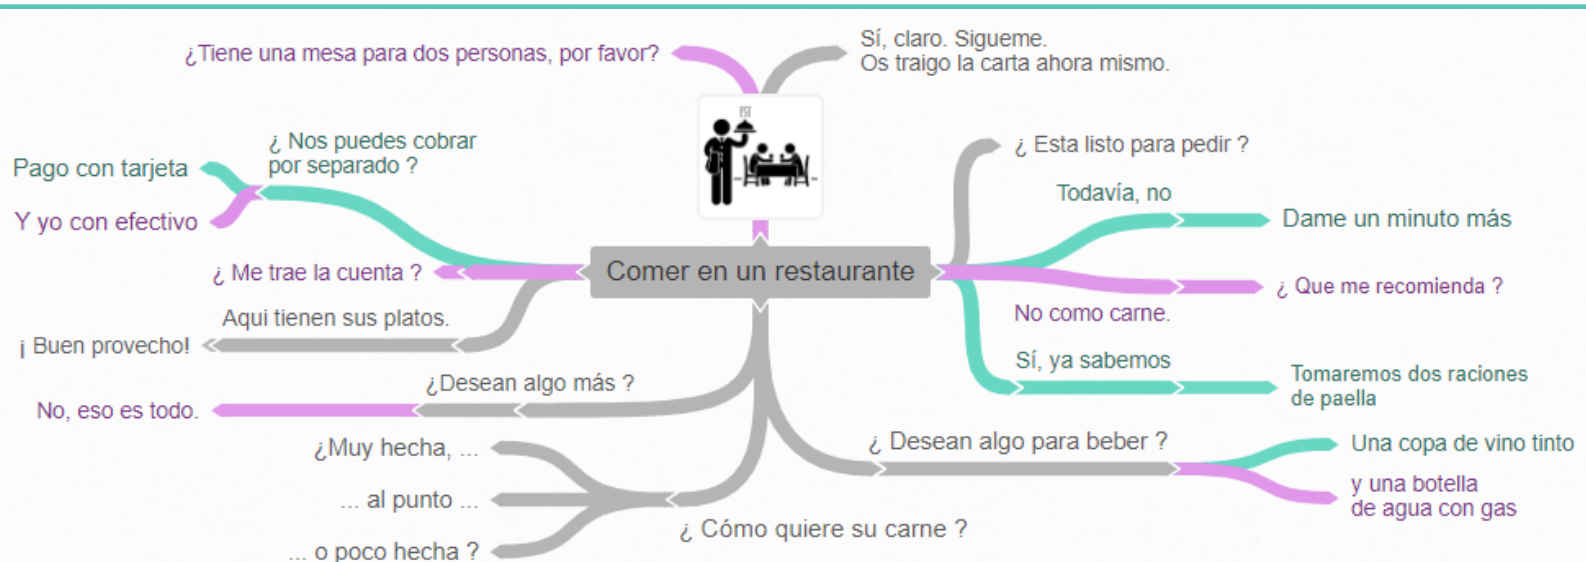 ¿Tiene una mesa para dos personas, por favor?
Sí, claro. Sigueme.
Os traigo la carta ahora mismo.
¿ Esta listo para pedir ?
Todavía, no
Dame un minuto más
¿ Que me recomienda ?
No como carne.
Sí, ya sabemos
Tomaremos dos raciones
de paella
¿ Desean algo para beber ?
Una copa de vino tinto
y una botella
de agua con gas
Comer en un restaurante
¿ Cómo quiere su carne ?
¿Muy hecha, ...
... al punto ...
... o poco hecha ?
¿Desean algo más ?
No, eso es todo.
Aqui tienen sus platos.
¡ Buen provecho!
¿ Me trae la cuenta ?
¿ Nos puedes cobrar
por separado ?
Pago con tarjeta
Y yo con efectivo